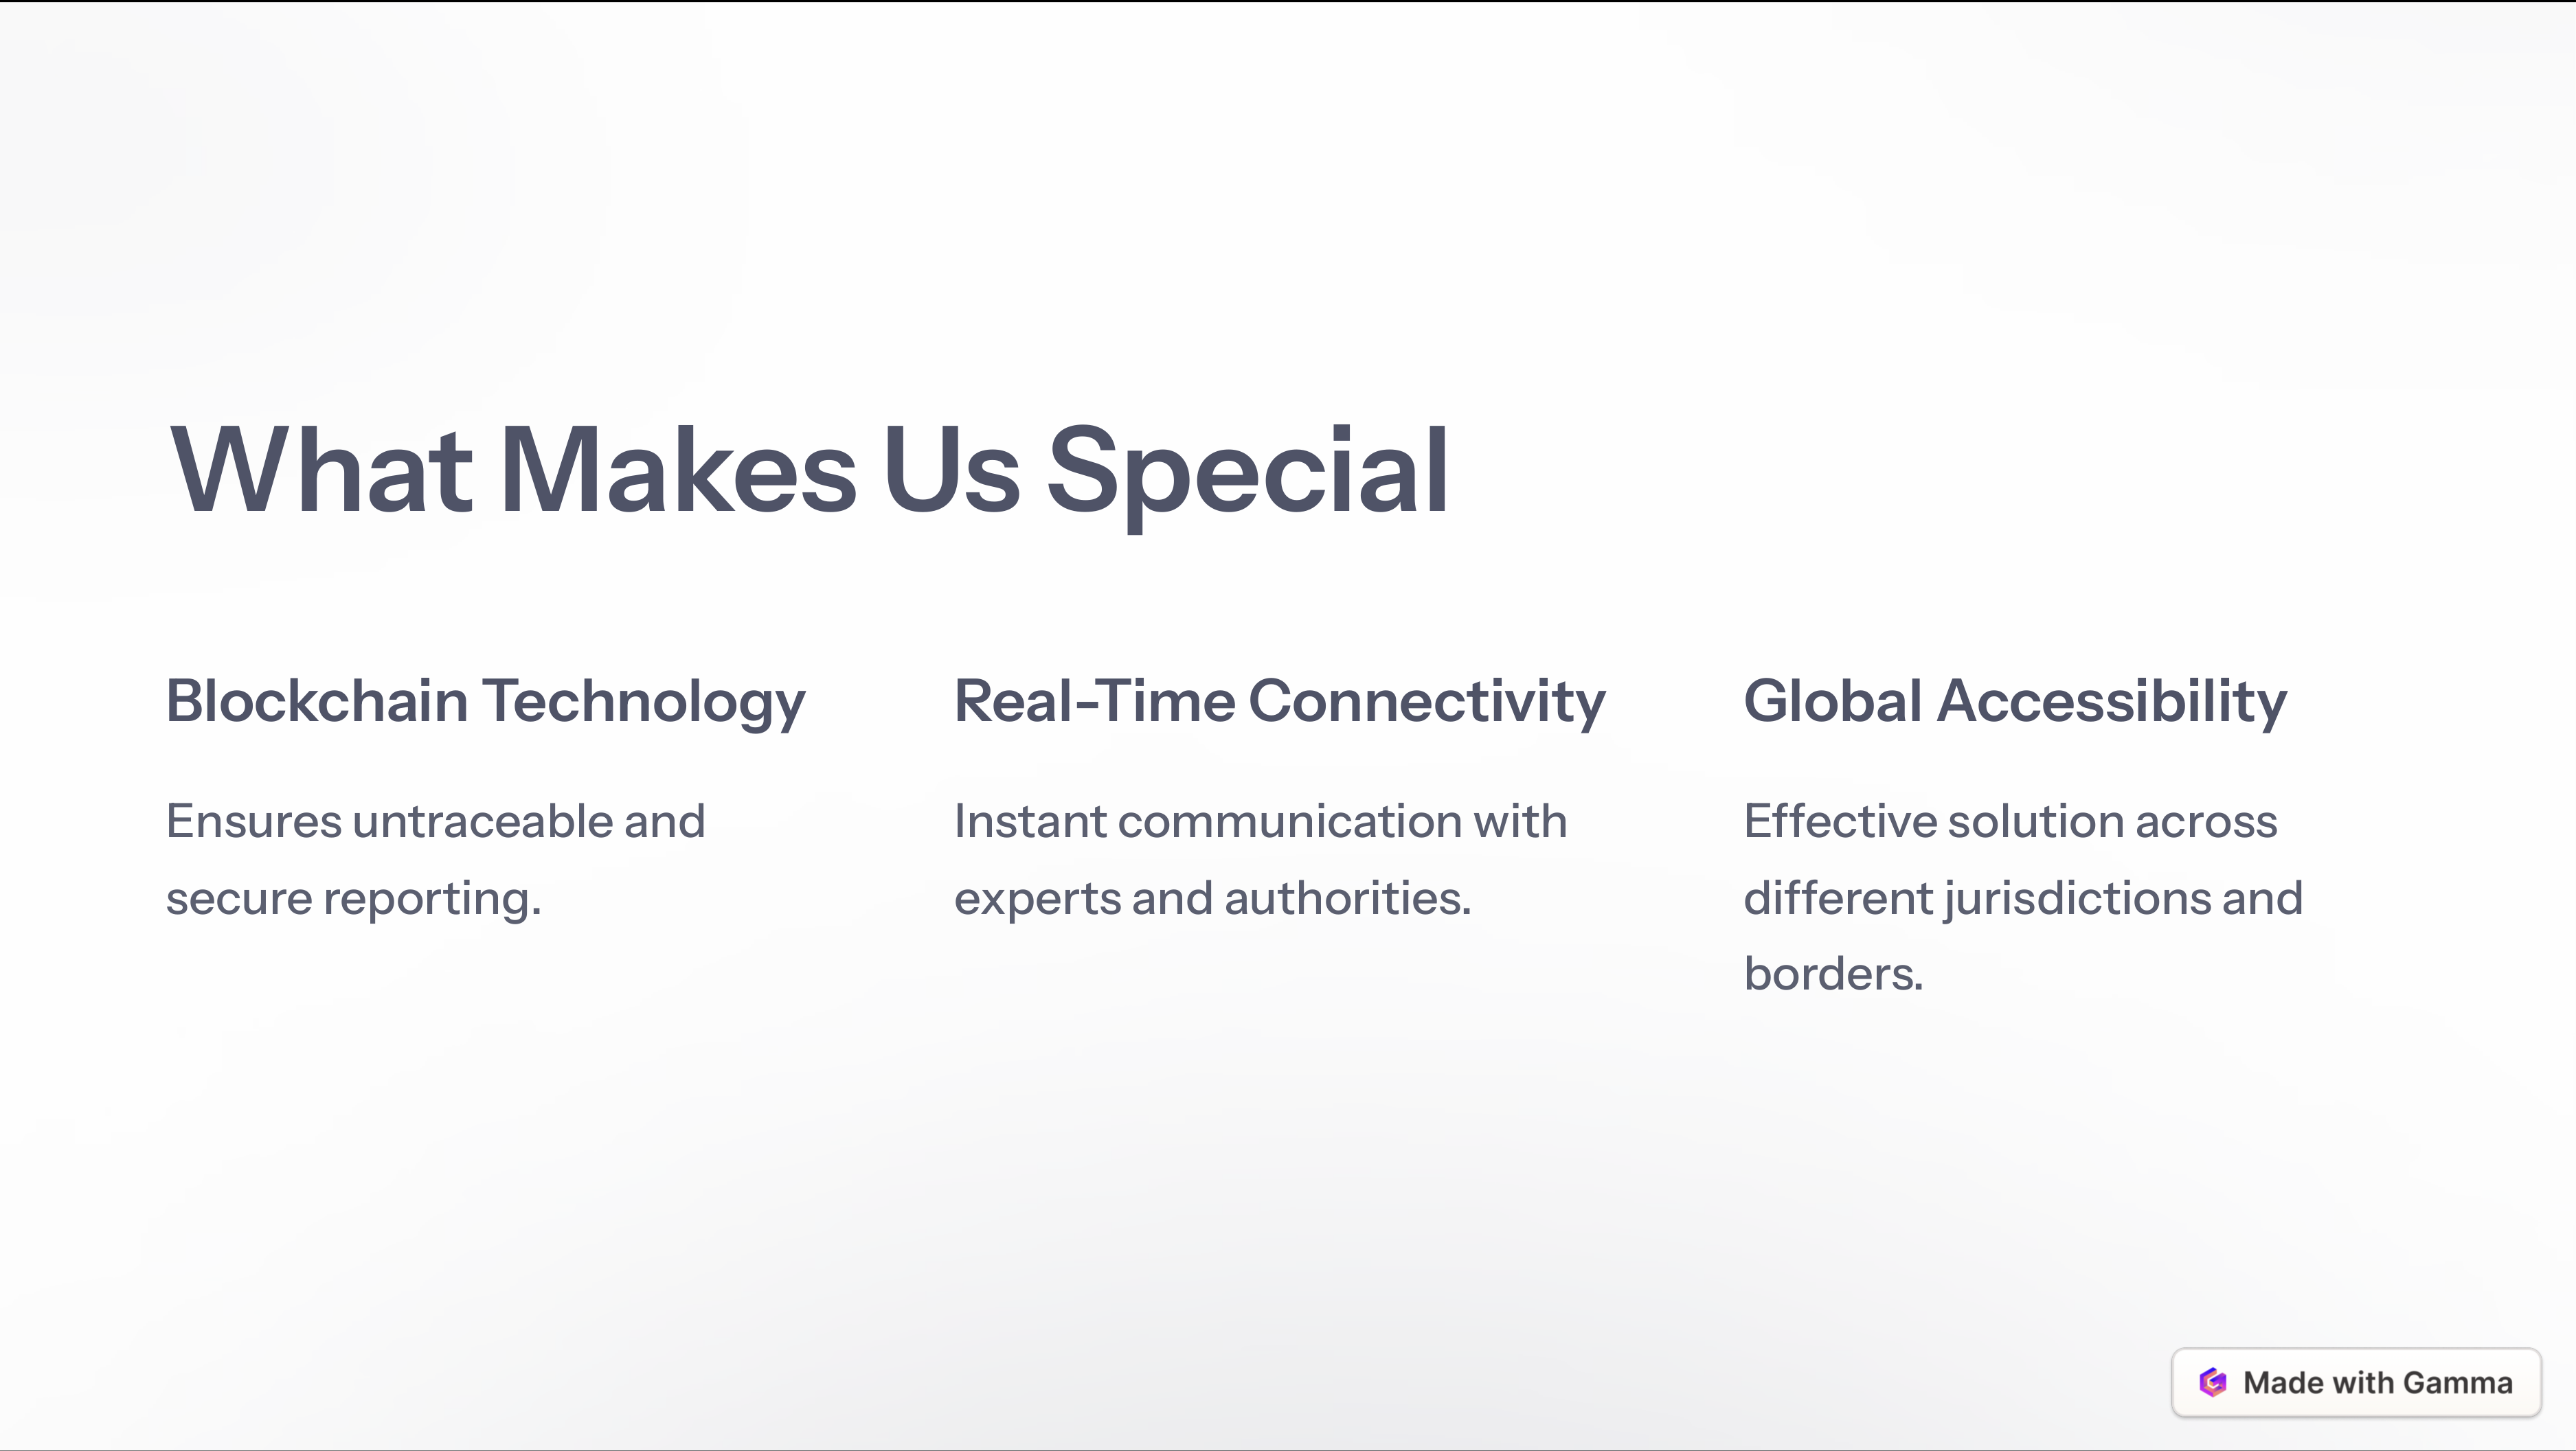 What Makes Us Special
Blockchain Technology
Ensures untraceable and
secure reporting.
Real-Time Connectivity
Instant communication with
experts and authorities.
Global Accessibility
Effective solution across
different jurisdictions and
borders.
Made with Gamma